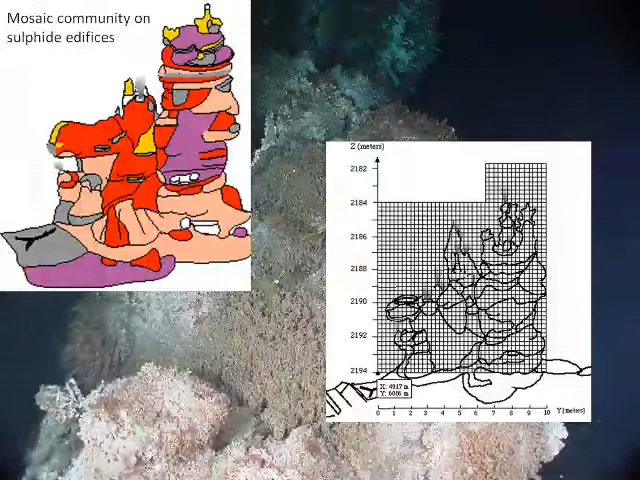 Mosaic community on
sulphide edifices
Z (meters)
2182
2184
2186
2188
2190
2192
2194
X: 4917 m
Y: 6006 m
0 1 2 3 4 5 6 7 8 9 10 Y (meters)